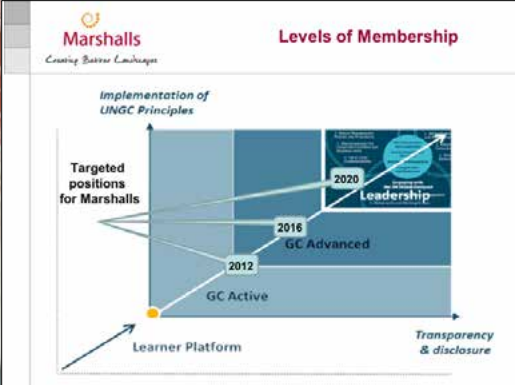 Marshalls
Creating Better Landscapes
Levels of Membership
Implementation of
UNGC Principles
Targeted
positions
for Marshalls
2020
Leadership
2016
GC Advanced
2012
GC Active
Learner Platform
Transparency
& disclosure